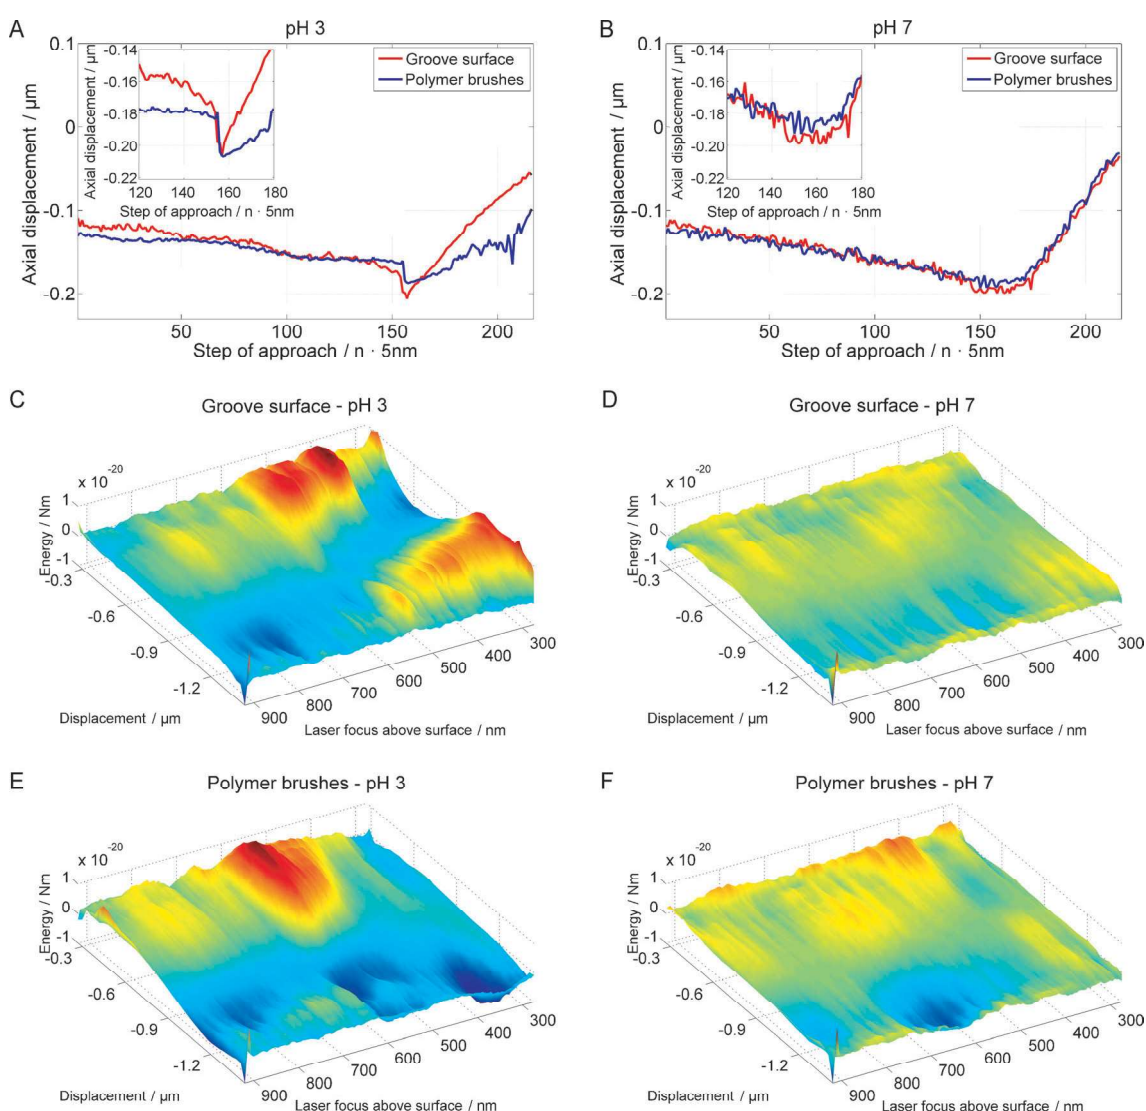 A
pH 3
0.1
0
-0.1
-0.2
Axial displacement / µm
50
100
150
200
Step of approach / n · 5nm
Groove surface
Polymer brushes
-0.14
-0.16
-0.18
-0.20
-0.22
Axial displacement / µm
120
140
160
180
Step of approach / n · 5nm
B
pH 7
0.1
0
-0.1
-0.2
Axial displacement / µm
50
100
150
200
Step of approach / n · 5nm
Groove surface
Polymer brushes
-0.14
-0.16
-0.18
-0.20
-0.22
Axial displacement / µm
120
140
160
180
Step of approach / n · 5nm
C
Groove surface - pH 3
x 10-20
1
0
-1
Energy / Nm
-0.3
-0.6
-0.9
-1.2
Displacement / µm
900
800
700
600
500
400
300
Laser focus above surface / nm
D
Groove surface - pH 7
x 10-20
1
0
-1
Energy / Nm
-0.3
-0.6
-0.9
-1.2
Displacement / µm
900
800
700
600
500
400
300
Laser focus above surface / nm
E
Polymer brushes - pH 3
x 10-20
1
0
-1
Energy / Nm
-0.3
-0.6
-0.9
-1.2
Displacement / µm
900
800
700
600
500
400
300
Laser focus above surface / nm
F
Polymer brushes - pH 7
x 10-20
1
0
-1
Energy / Nm
-0.3
-0.6
-0.9
-1.2
Displacement / µm
900
800
700
600
500
400
300
Laser focus above surface / nm